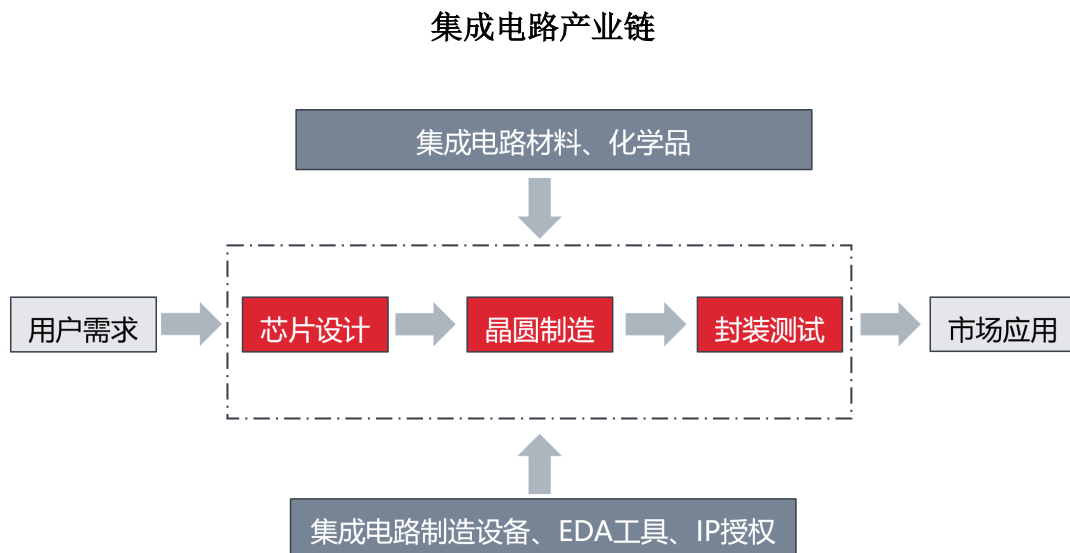 集成电路产业链
集成电路材料、化学品
用户需求
芯片设计
晶圆制造
封装测试
市场应用
集成电路制造设备、EDA工具、IP授权